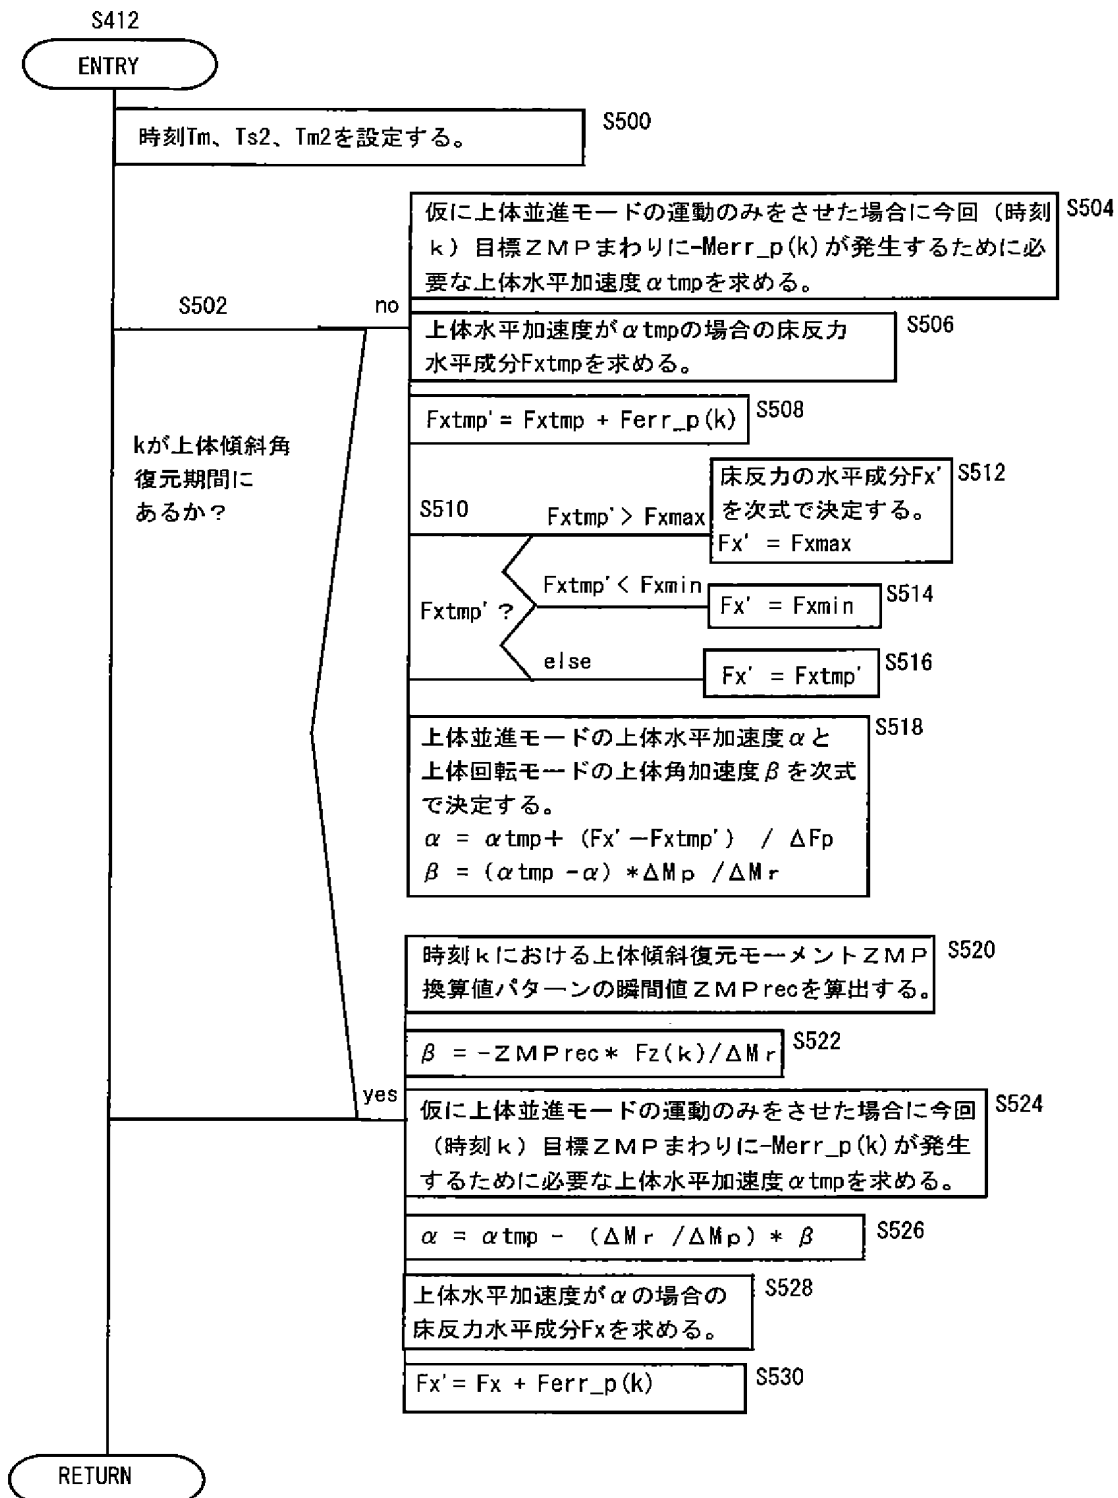 S412
ENTRY
時刻Tm、Ts2、Tm2を設定する。
S500
仮に上体並進モードの運動のみをさせた場合に今回（時刻
k）目標ZMPまわりに-Merr_p(k)が発生するために必
要な上体水平加速度αtmpを求める。
S504
S502
no
上体水平加速度がαtmpの場合の床反力
水平成分Fxtmpを求める。
S506
Fxtmp'= Fxtmp + Ferr_p(k)
S508
kが上体傾斜角
復元期間に
あるか？
S510
Fxtmp'> Fxmax
床反力の水平成分Fx'
を次式で決定する。
Fx' = Fxmax
S512
Fxtmp' ?
Fxtmp'< Fxmin
Fx' = Fxmin
S514
else
Fx' = Fxtmp'
S516
上体並進モードの上体水平加速度αと
上体回転モードの上体角加速度βを次式
で決定する。
α = αtmp＋（Fx'－Fxtmp'）/ ΔFp
β = (αtmp -α) *ΔMp /ΔMr
S518
時刻kにおける上体傾斜復元モーメントZMP
換算値パターンの瞬間値ZMPrecを算出する。
S520
β = -ZMPrec* Fz(k)/ΔMr
S522
yes
仮に上体並進モードの運動のみをさせた場合に今回
（時刻k）目標ZMPまわりに-Merr_p(k)が発生
するために必要な上体水平加速度αtmpを求める。
S524
α = αtmp - （ΔMr /ΔMp）* β
S526
上体水平加速度がαの場合の
床反力水平成分Fxを求める。
S528
Fx'= Fx + Ferr_p(k)
S530
RETURN